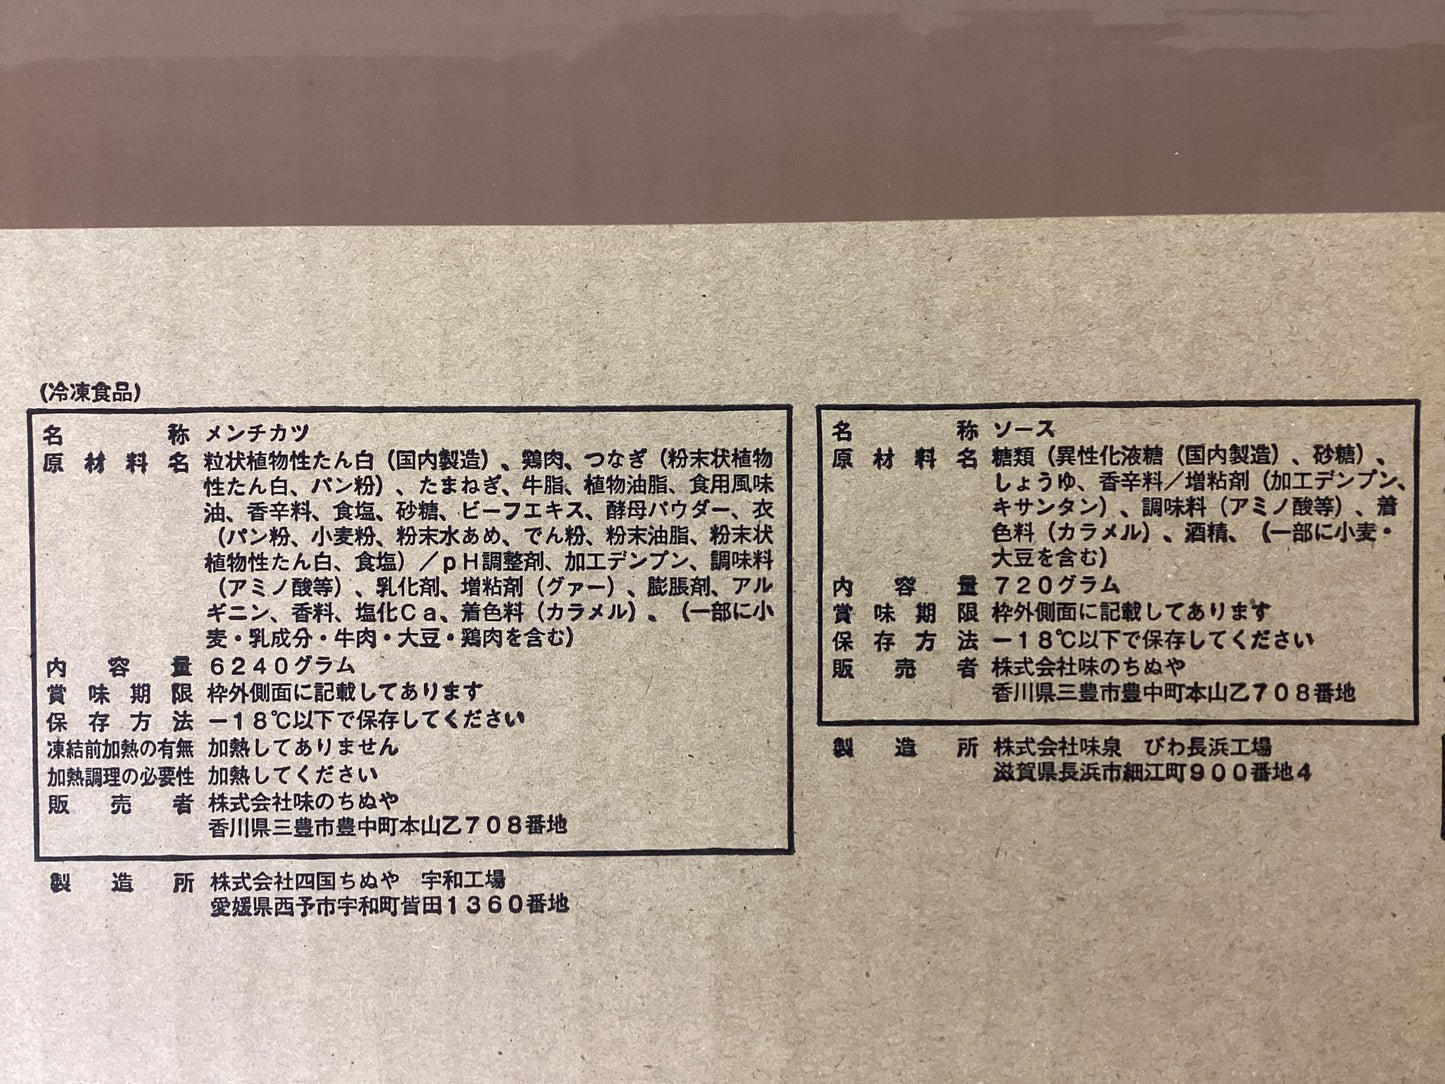 (冷凍食品)
名称 メンチカツ
原材料名 粒状植物性たん白(国内製造)、鶏肉、つなぎ(粉末状植物
性たん白、パン粉)、たまねぎ、牛脂、植物油脂、食用風味
油、香辛料、食塩、砂糖、ビーフエキス、酵母パウダー、衣
(パン粉、小麦粉、粉末水あめ、でん粉、粉末油脂、粉末状
植物性たん白、食塩)/pH調整剤、加工デンプン、調味料
(アミノ酸等)、乳化剤、増粘剤(グァー)、膨脹剤、アル
ギニン、香料、塩化Ca、着色料(カラメル)、(一部に小
麦・乳成分・牛肉・大豆・鶏肉を含む)
内容量 6240グラム
賞味期限 枠外側面に記載してあります
保存方法 −18℃以下で保存してください
凍結前加熱の有無 加熱してありません
加熱調理の必要性 加熱してください
販売者 株式会社味のちぬや
香川県三豊市豊中町本山乙708番地
製造所 株式会社四国ちぬや 宇和工場
愛媛県西予市宇和町皆田1360番地
名称 ソース
原材料名 糖類(異性化液糖(国内製造)、砂糖)、
しょうゆ、香辛料/増粘剤(加工デンプン、
キサンタン)、調味料(アミノ酸等)、着
色料(カラメル)、酒精、(一部に小麦・
大豆を含む)
内容量 720グラム
賞味期限 枠外側面に記載してあります
保存方法 −18℃以下で保存してください
販売者 株式会社味のちぬや
香川県三豊市豊中町本山乙708番地
製造所 株式会社味泉 びわ長浜工場
滋賀県長浜市細江町900番地4